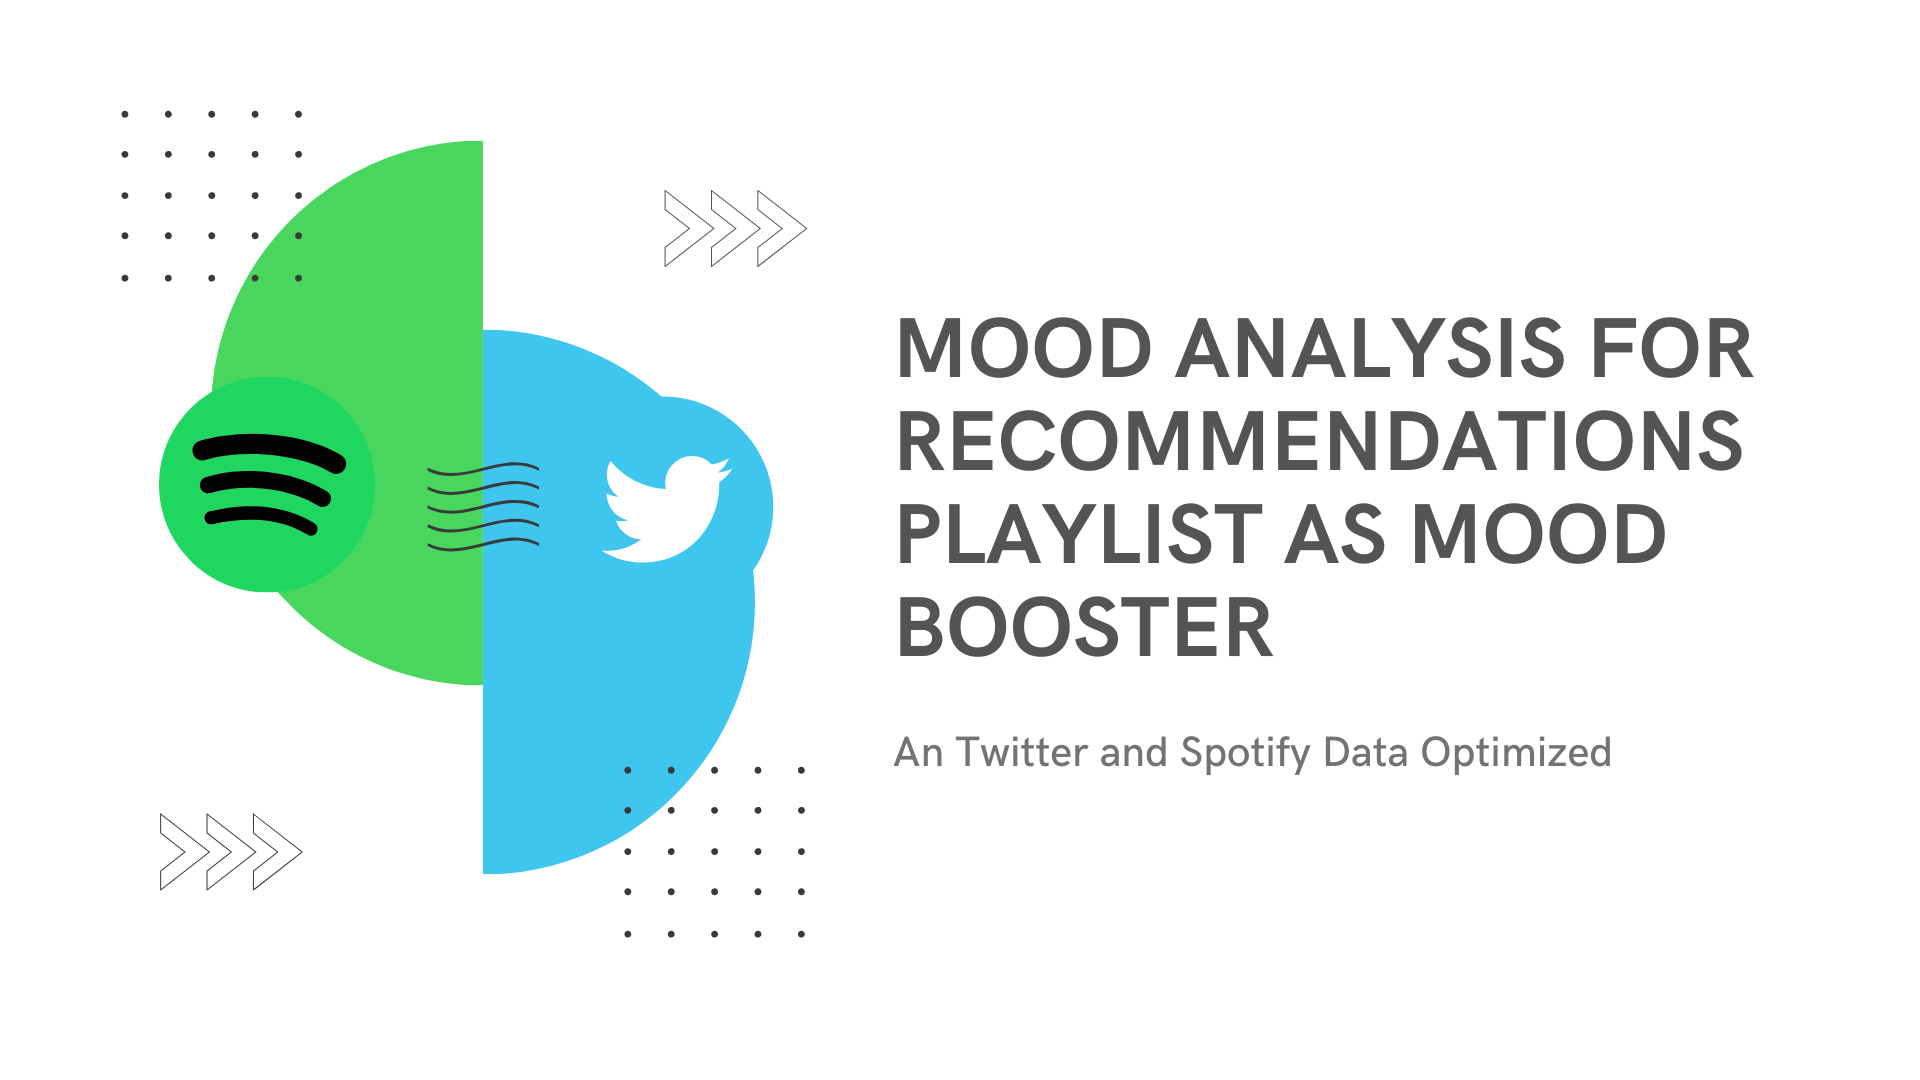 MOOD ANALYSIS FOR
RECOMMENDATIONS
PLAYLIST AS MOOD
BOOSTER
An Twitter and Spotify Data Optimized